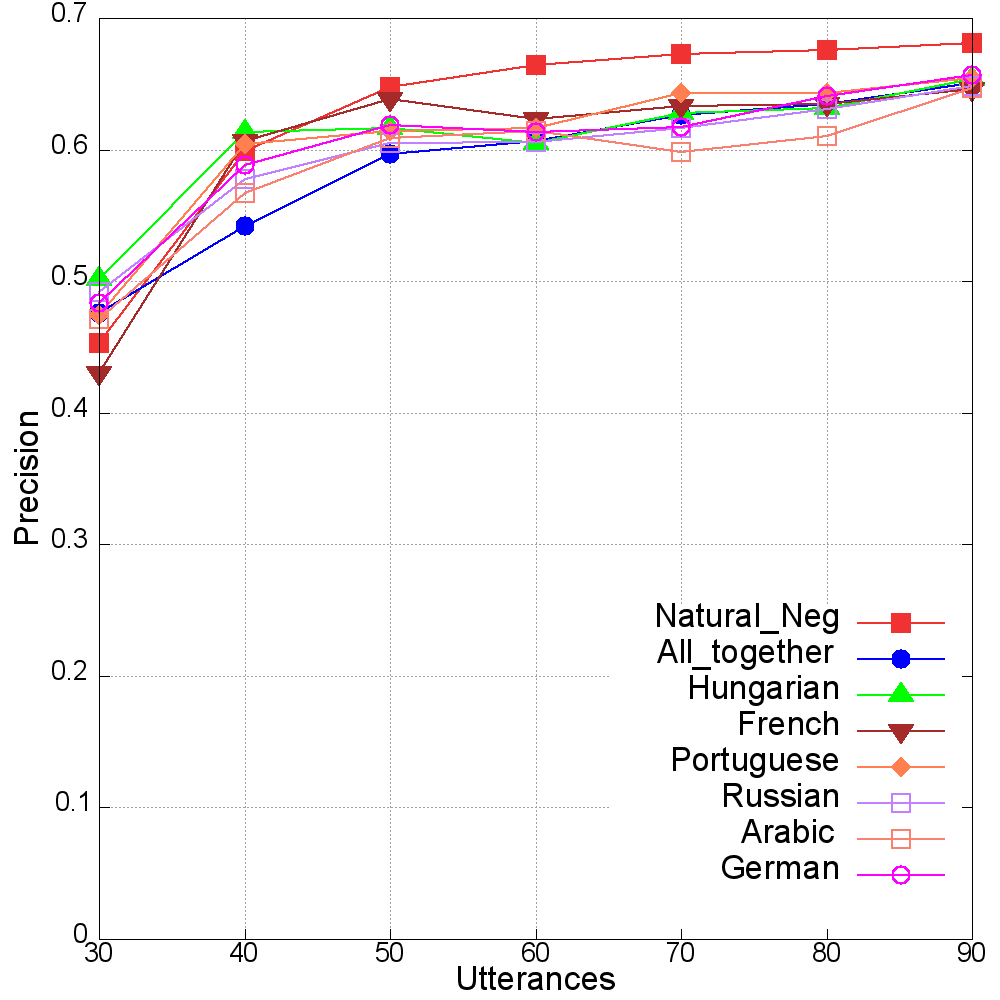 0.7
0.6
0.5
0.4
0.3
0.2
0.1
0
Precision
Natural_Neg
All_together
Hungarian
French
Portuguese
Russian
Arabic
German
30 40 50 60 70 80 90
Utterances